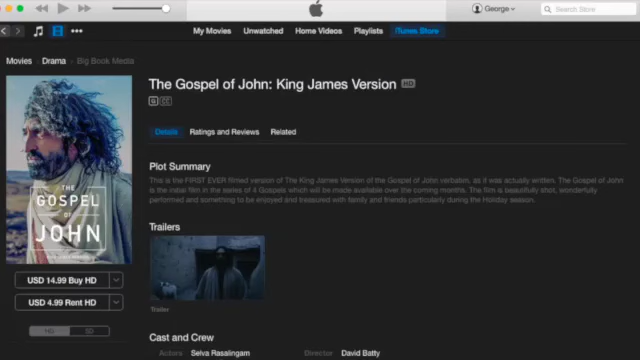 George
Search Store
My Movies Unwatched Home Videos Playlists iTunes Store
Movies Drama Big Book Media
The Gospel of John: King James Version HD
G CC
Details Ratings and Reviews Related
Plot Summary
This is the FIRST EVER filmed version of The King James Version of the Gospel of John verbatim, as it was actually written. The Gospel of John
is the initial film in the series of 4 Gospels which will be made available over the coming months. The film is beautifully shot, wonderfully
performed and something to be enjoyed and treasured with family and friends particularly during the Holiday season.
THE
GOSPEL
OF
JOHN
USD 14.99 Buy HD
USD 4.99 Rent HD
HD SD
Trailers
Trailer
Cast and Crew
Actors Selva Rasalingam Director David Batty